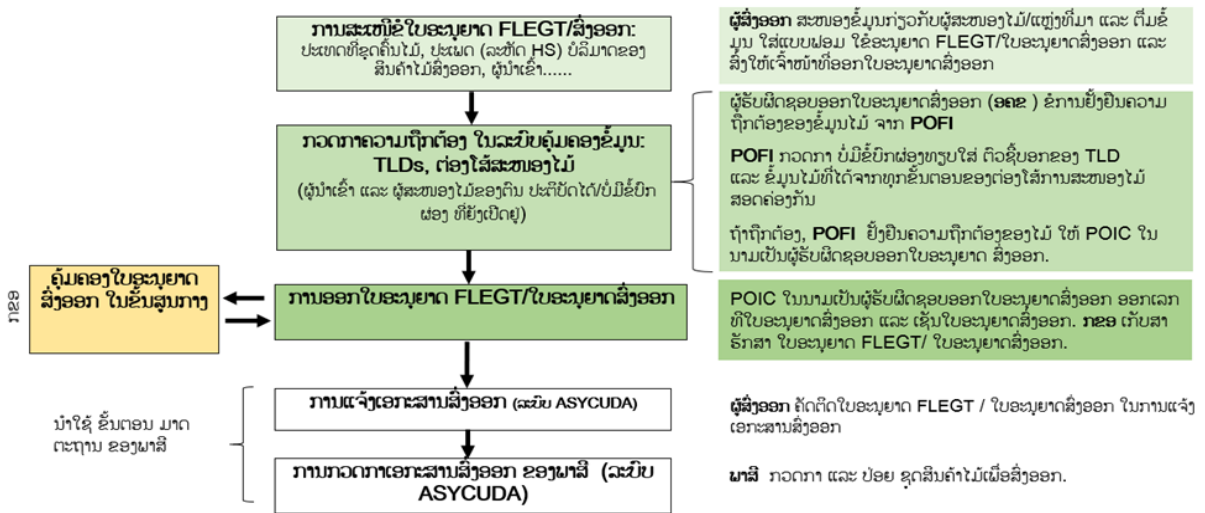 ການສະເໜີຂໍໃບອະນຸຍາດ FLEGT/ສົ່ງອອກ:
ປະເທດທີ່ຂຸດຄົ້ນໄມ້, ປະເພດ (ລະຫັດ HS) ບໍລິມາດຂອງ
ສິນຄ້າໄມ້ສົ່ງອອກ, ຜູ້ນໍາເຂົ້າ......
ຜູ້ສົ່ງອອກ ສະໜອງຂໍ້ມູນກ່ຽວກັບຜູ້ສະໜອງໄມ້/ແຫຼ່ງທີ່ມາ ແລະ ຕື່ມຂໍ້
ມູນ ໃສ່ແບບຟອມ ໃຂ່ອະນຸຍາດ FLEGT/ໃບອະນຸຍາດສົ່ງອອກ ແລະ
ສົ່ງໃຫ້ເຈົ້າໜ້າທີ່ອອກໃບອະນຸຍາດສົ່ງອອກ
ກວດກາຄວາມຖືກຕ້ອງ ໃນລະບົບຄຸ້ມຄອງຂໍ້ມູນ:
TLDs, ຕ່ອງໂສ້ສະໜອງໄມ້
(ຜູ້ນໍາເຂົ້າ ແລະ ຜູ້ສະໜອງໄມ້ຂອງຕົນ ປະຕິບັດໄດ້/ບໍ່ມີຂໍ້ບົກ
ຜ່ອງ ທີ່ຍັງເປີດຢູ່)
ຜູ້ຮັບຜິດຊອບອອກໃບອະນຸຍາດສົ່ງອອກ (ອຄຂ ) ຂໍການຢັ້ງຢືນຄວາມ
ຖືກຕ້ອງຂອງຂໍ້ມູນໄມ້ ຈາກ POFI
POFI ກວດກາ ບໍ່ມີຂໍ້ບົກຜ່ອງທຽບໃສ່ ຕົວຊີ້ບອກຂອງ TLD
ແລະ ຂໍ້ມູນໄມ້ທີ່ໄດ້ຈາກທຸກຂັ້ນຕອນຂອງຕ່ອງໂສ້ການສະໜອງໄມ້
ສອດຄ່ອງກັນ
ຖ້າຖືກຕ້ອງ, POFI ຢັ້ງຢືນຄວາມຖືກຕ້ອງຂອງໄມ້ ໃຫ້ POIC ໃນ
ນາມເປັນຜູ້ຮັບຜິດຊອບອອກໃບອະນຸຍາດ ສົ່ງອອກ.
ກຂອ
ຄຸ້ມຄອງໃບອະນຸຍາດ
ສົ່ງອອກ ໃນຂັ້ນສູນກາງ
ການອອກໃບອະນຸຍາດ FLEGT/ໃບອະນຸຍາດສົ່ງອອກ
POIC ໃນນາມເປັນຜູ້ຮັບຜິດຊອບອອກໃບອະນຸຍາດສົ່ງອອກ ອອກເລກ
ທີໃບອະນຸຍາດສົ່ງອອກ ແລະ ເຊັນໃບອະນຸຍາດສົ່ງອອກ. ກຂອ ເກັບສາ
ຮັກສາ ໃບອະນຸຍາດ FLEGT/ ໃບອະນຸຍາດສົ່ງອອກ.
ນໍາໃຊ້ ຂັ້ນຕອນ ມາດ
ຕະຖານ ຂອງພາສີ
ການແຈ້ງເອກະສານສົ່ງອອກ (ລະບົບ ASYCUDA)
ຜູ້ສົ່ງອອກ ຄັດຕິດໃບອະນຸຍາດ FLEGT / ໃບອະນຸຍາດສົ່ງອອກ ໃນການແຈ້ງ
ເອກະສານສົ່ງອອກ
ການກວດກາເອກະສານສົ່ງອອກ ຂອງພາສີ (ລະບົບ
ASYCUDA)
ພາສີ ກວດກາ ແລະ ປ່ອຍ ຊຸດສິນຄ້າໄມ້ເພື່ອສົ່ງອອກ.